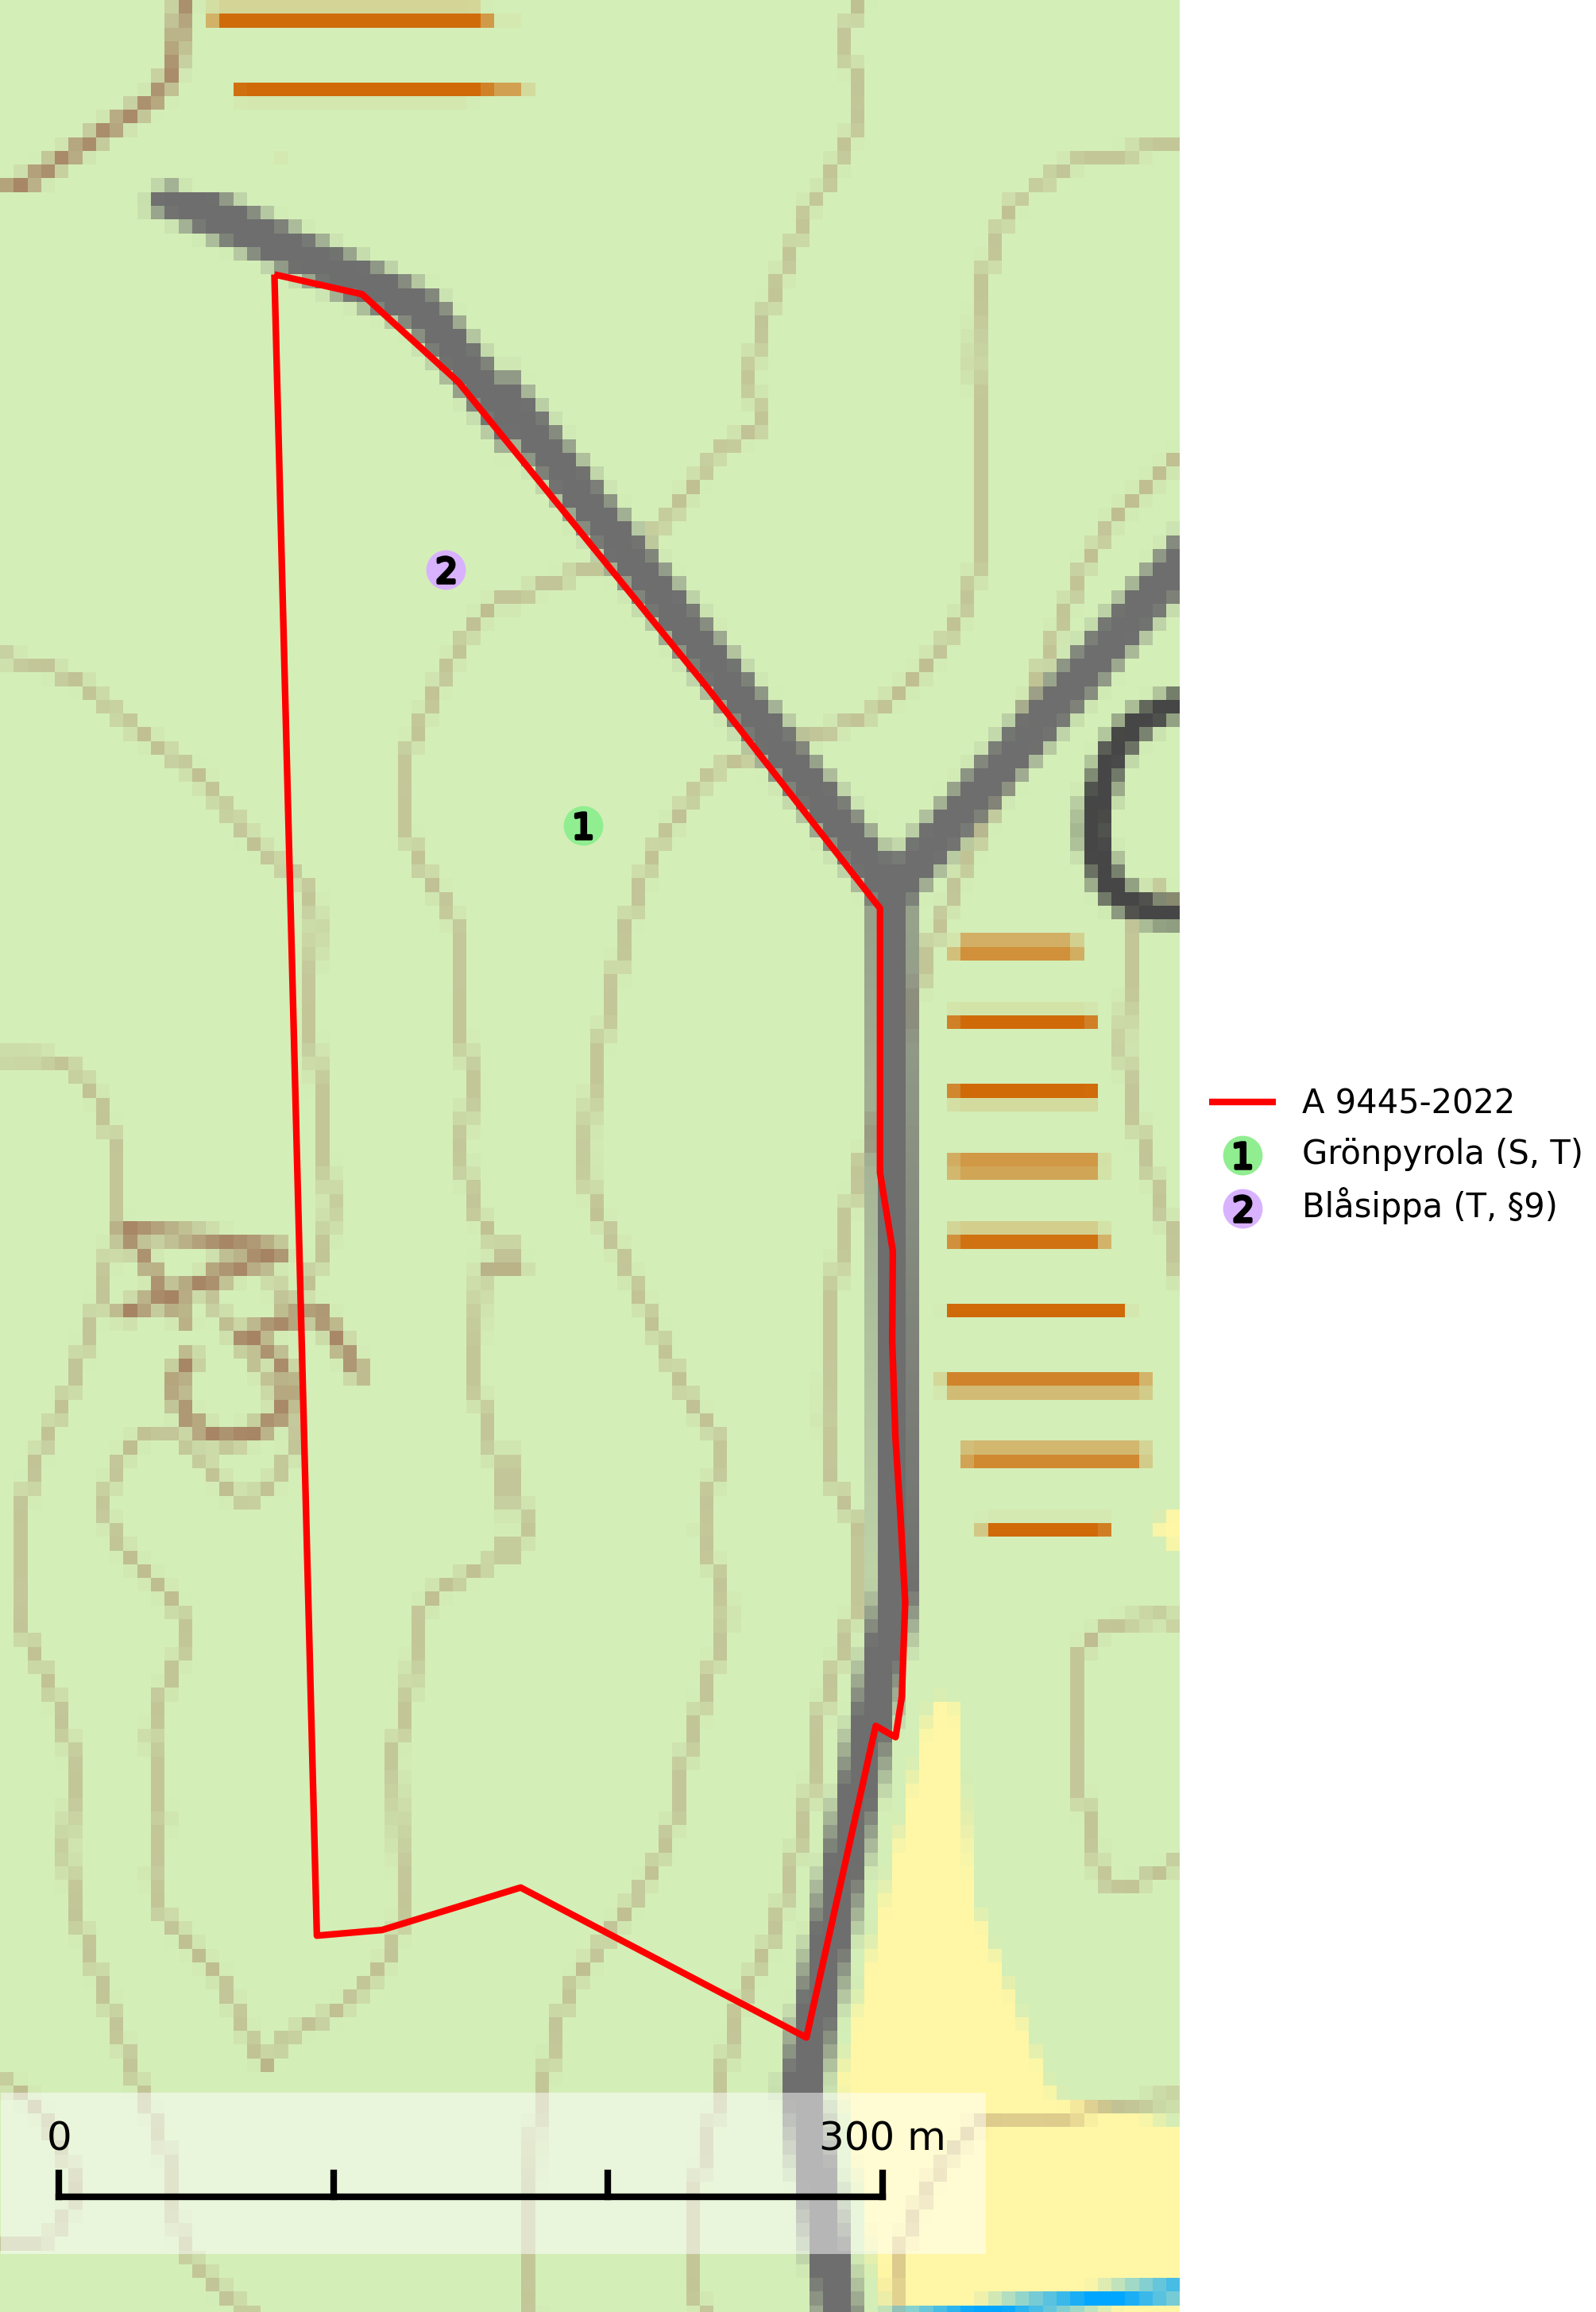 2
1
A 9445-2022
1 Grönpyrola (S, T)
2 Blåsippa (T, §9)
0 300 m